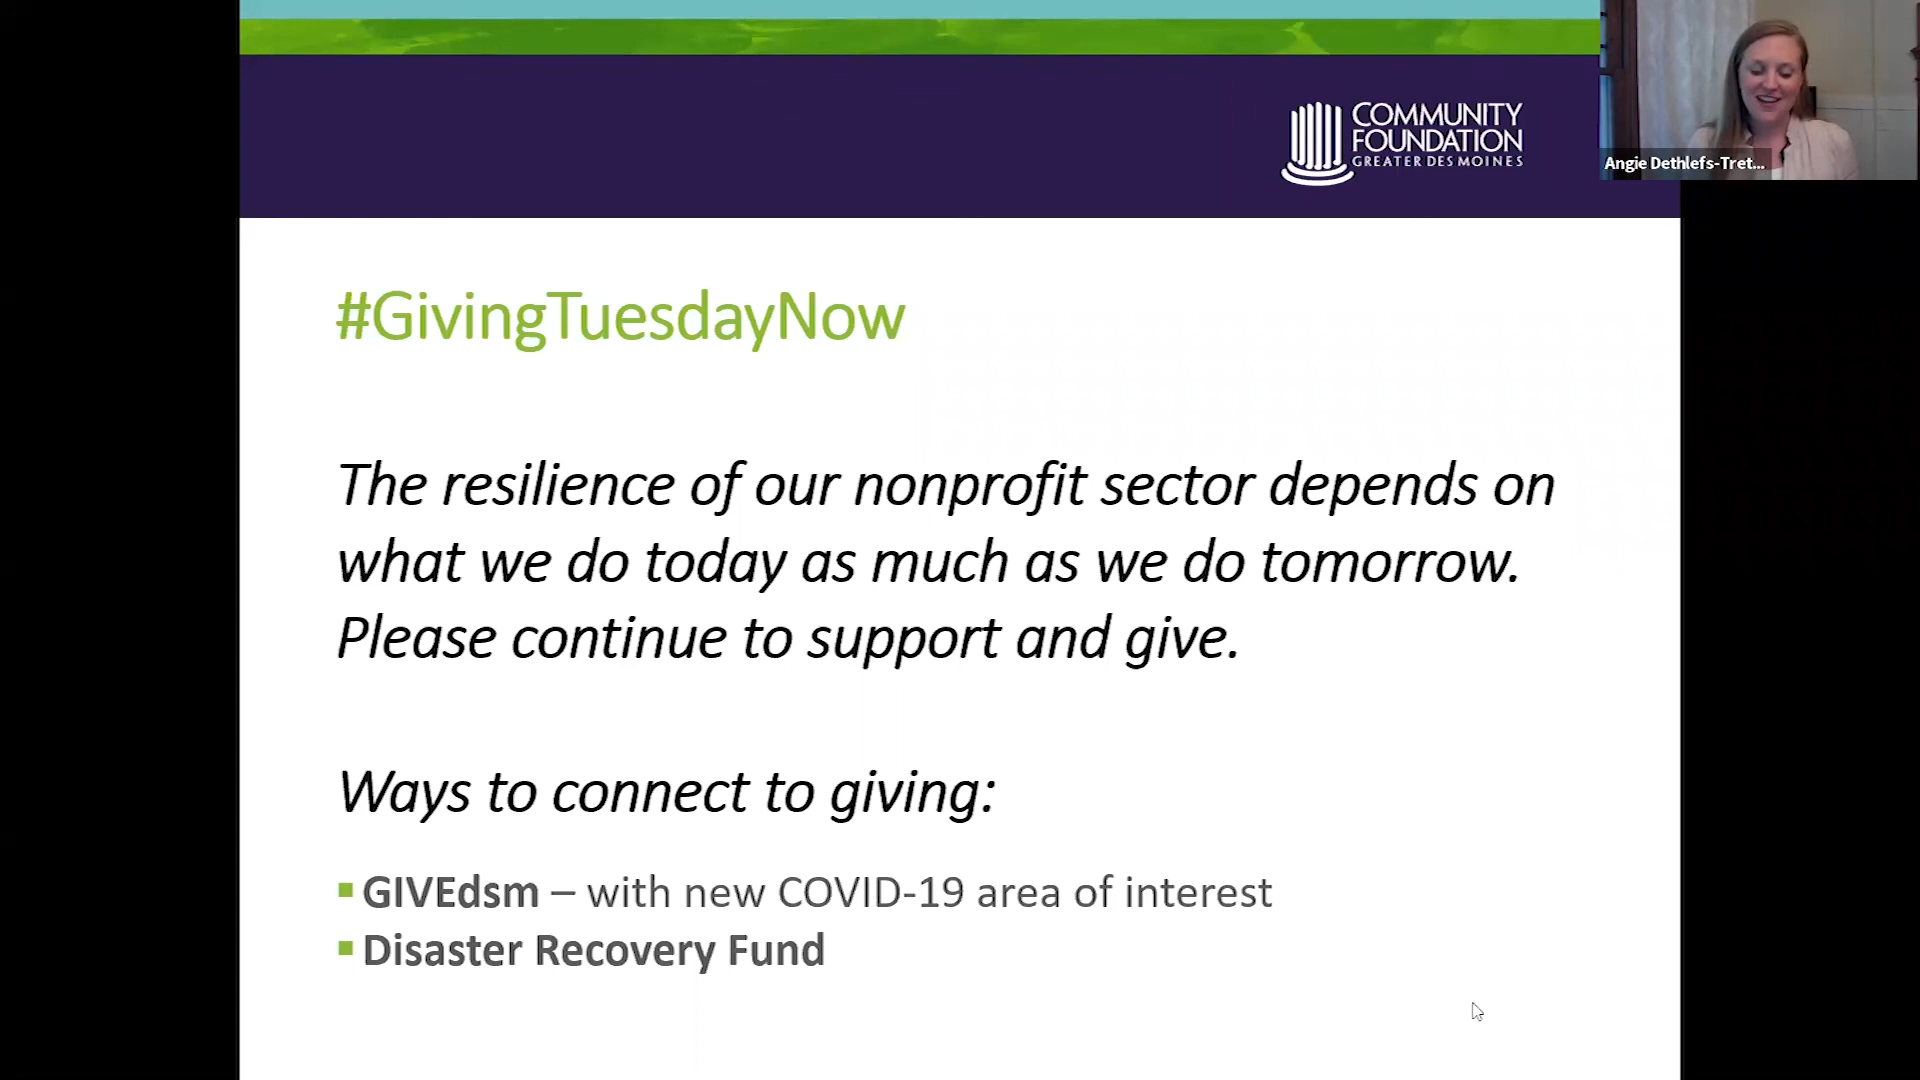 COMMUNITY
FOUNDATION
GREATER DES MOINES
Angie Dethlefs-Tret...
#GivingTuesdayNow
The resilience of our nonprofit sector depends on
what we do today as much as we do tomorrow.
Please continue to support and give.
Ways to connect to giving:
▪ GIVEdsm – with new COVID-19 area of interest
▪ Disaster Recovery Fund